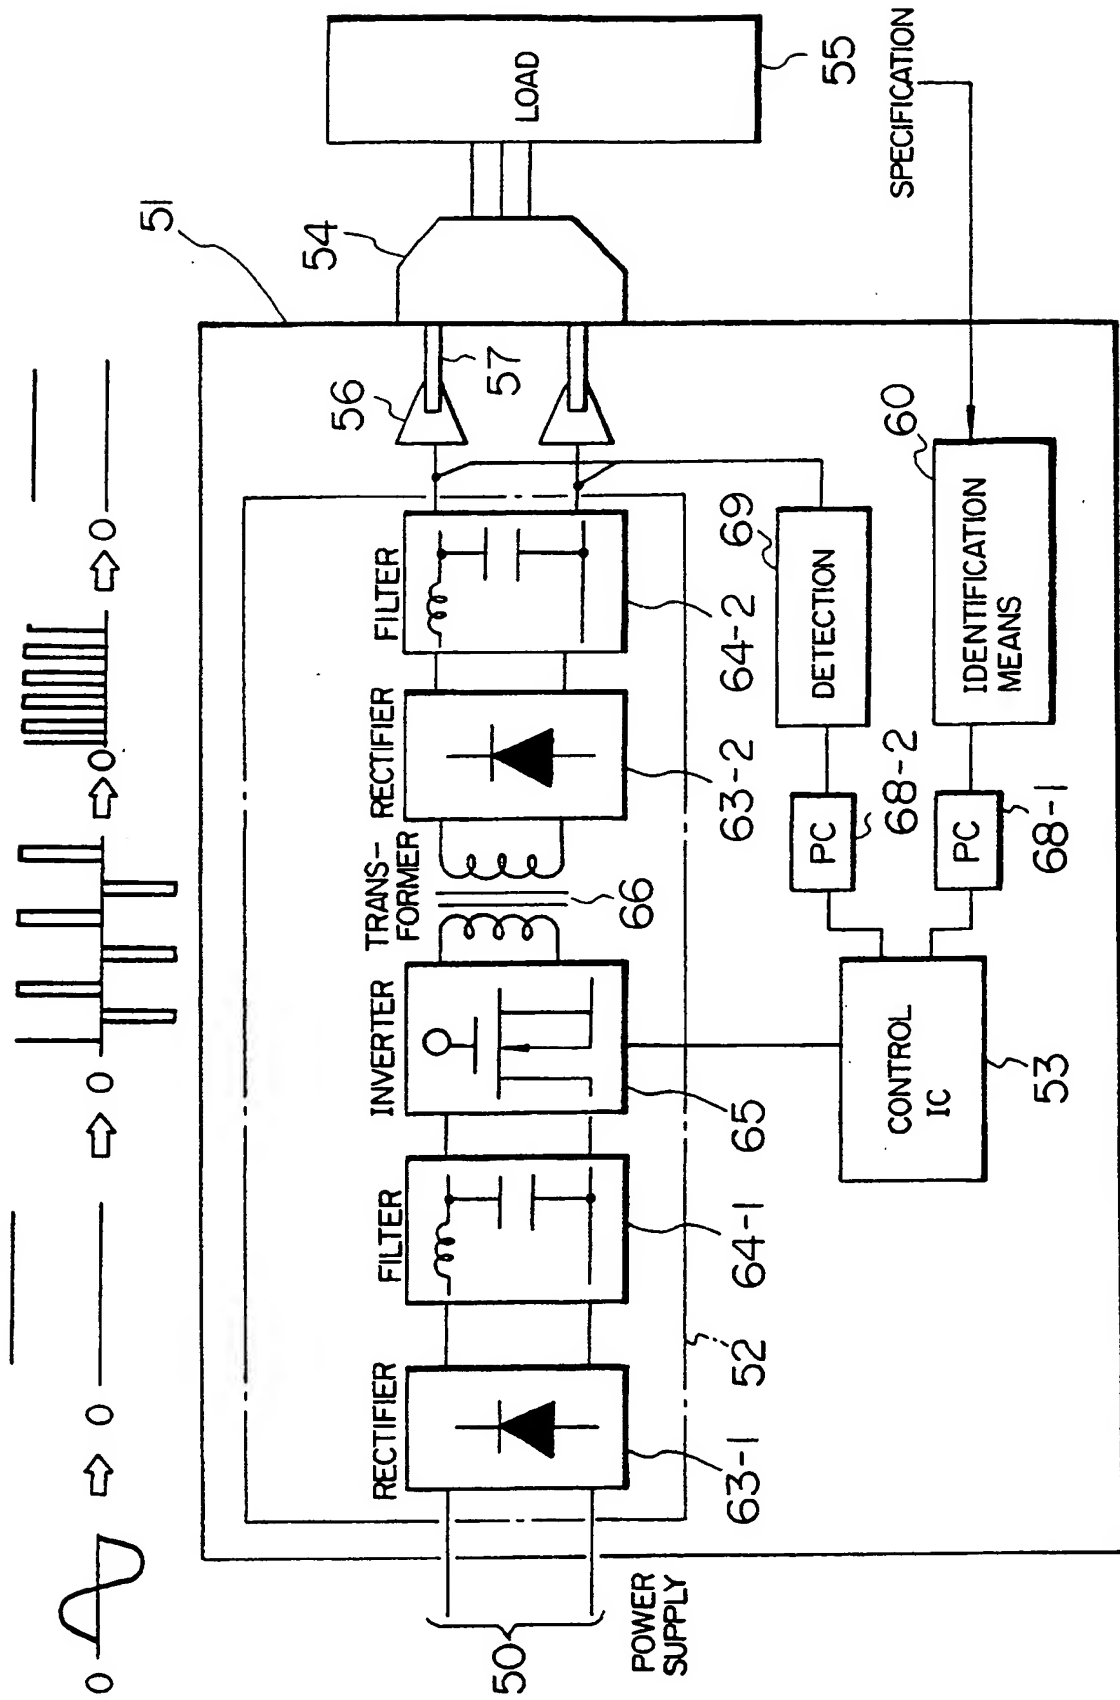 0
0
0
0
0
51
54
LOAD
55
SPECIFICATION
56
57
50
POWER
SUPPLY
RECTIFIER
63-1
FILTER
64-1
INVERTER
65
TRANS-
FORMER
66
RECTIFIER
63-2
FILTER
64-2
52
CONTROL
IC
53
PC
68-2
PC
68-1
DETECTION
69
IDENTIFICATION
MEANS
60